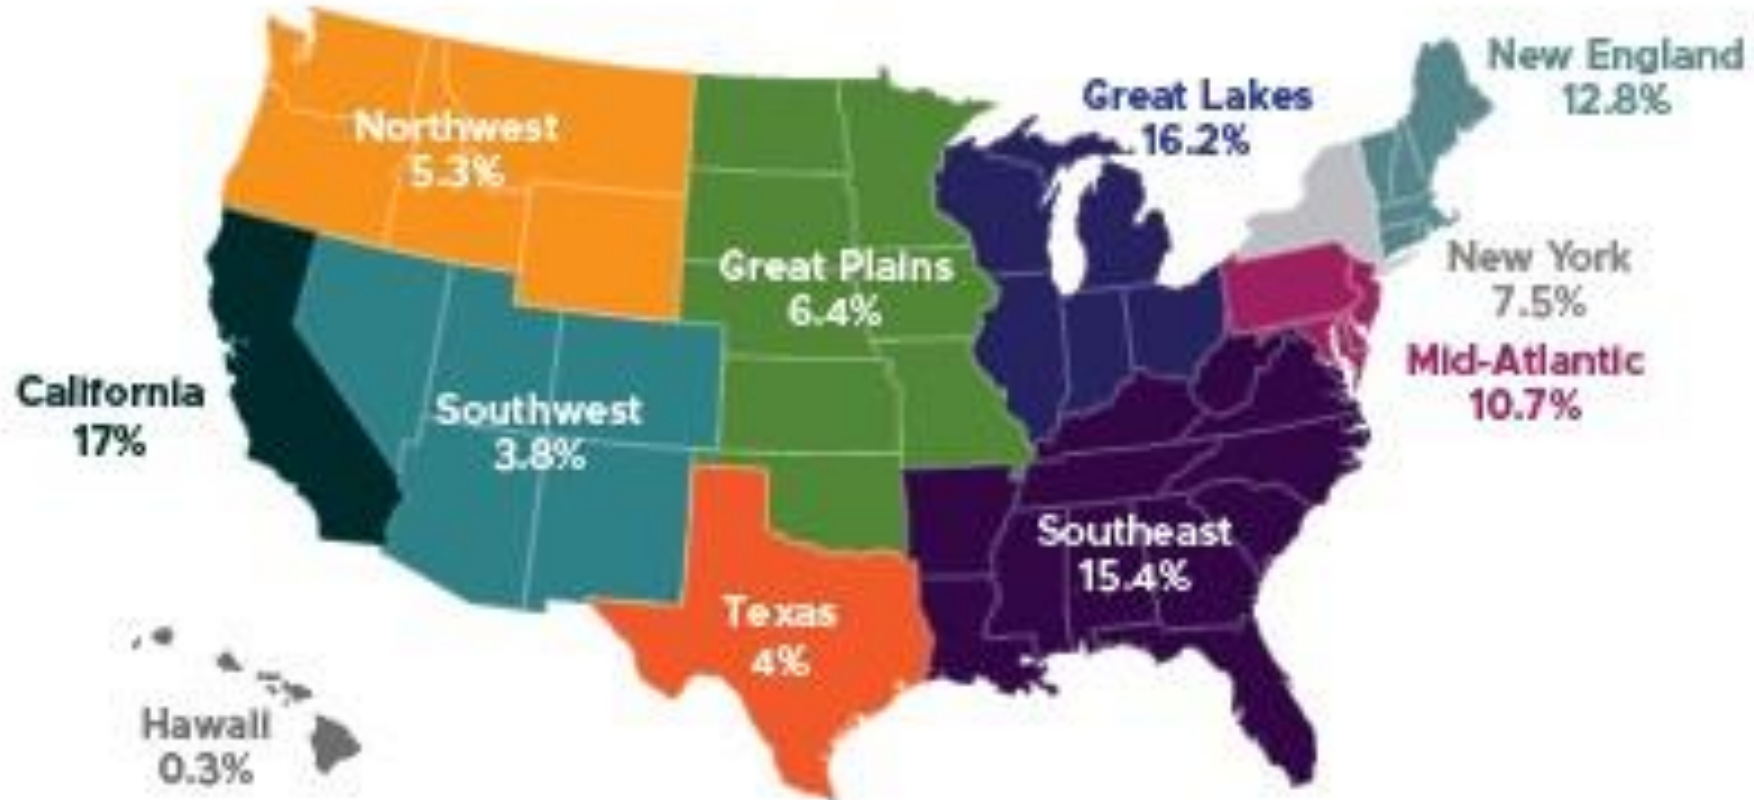 New England
12.8%
Great Lakes
16.2%
Northwest
5.3%
Great Plains
6.4%
New York
7.5%
Mid-Atlantic
10.7%
California
17%
Southwest
3.8%
Southeast
15.4%
Texas
4%
Hawaii
0.3%